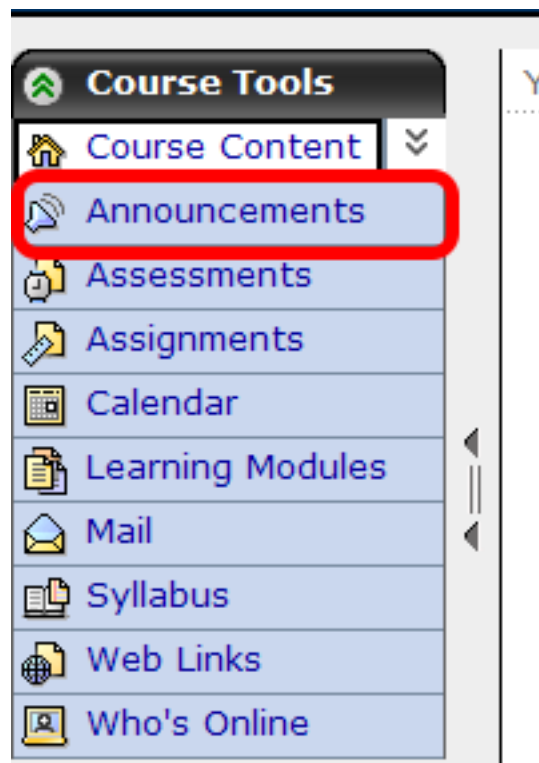 Course Tools
Course Content
Announcements
Assessments
Assignments
Calendar
Learning Modules
Mail
Syllabus
Web Links
Who's Online